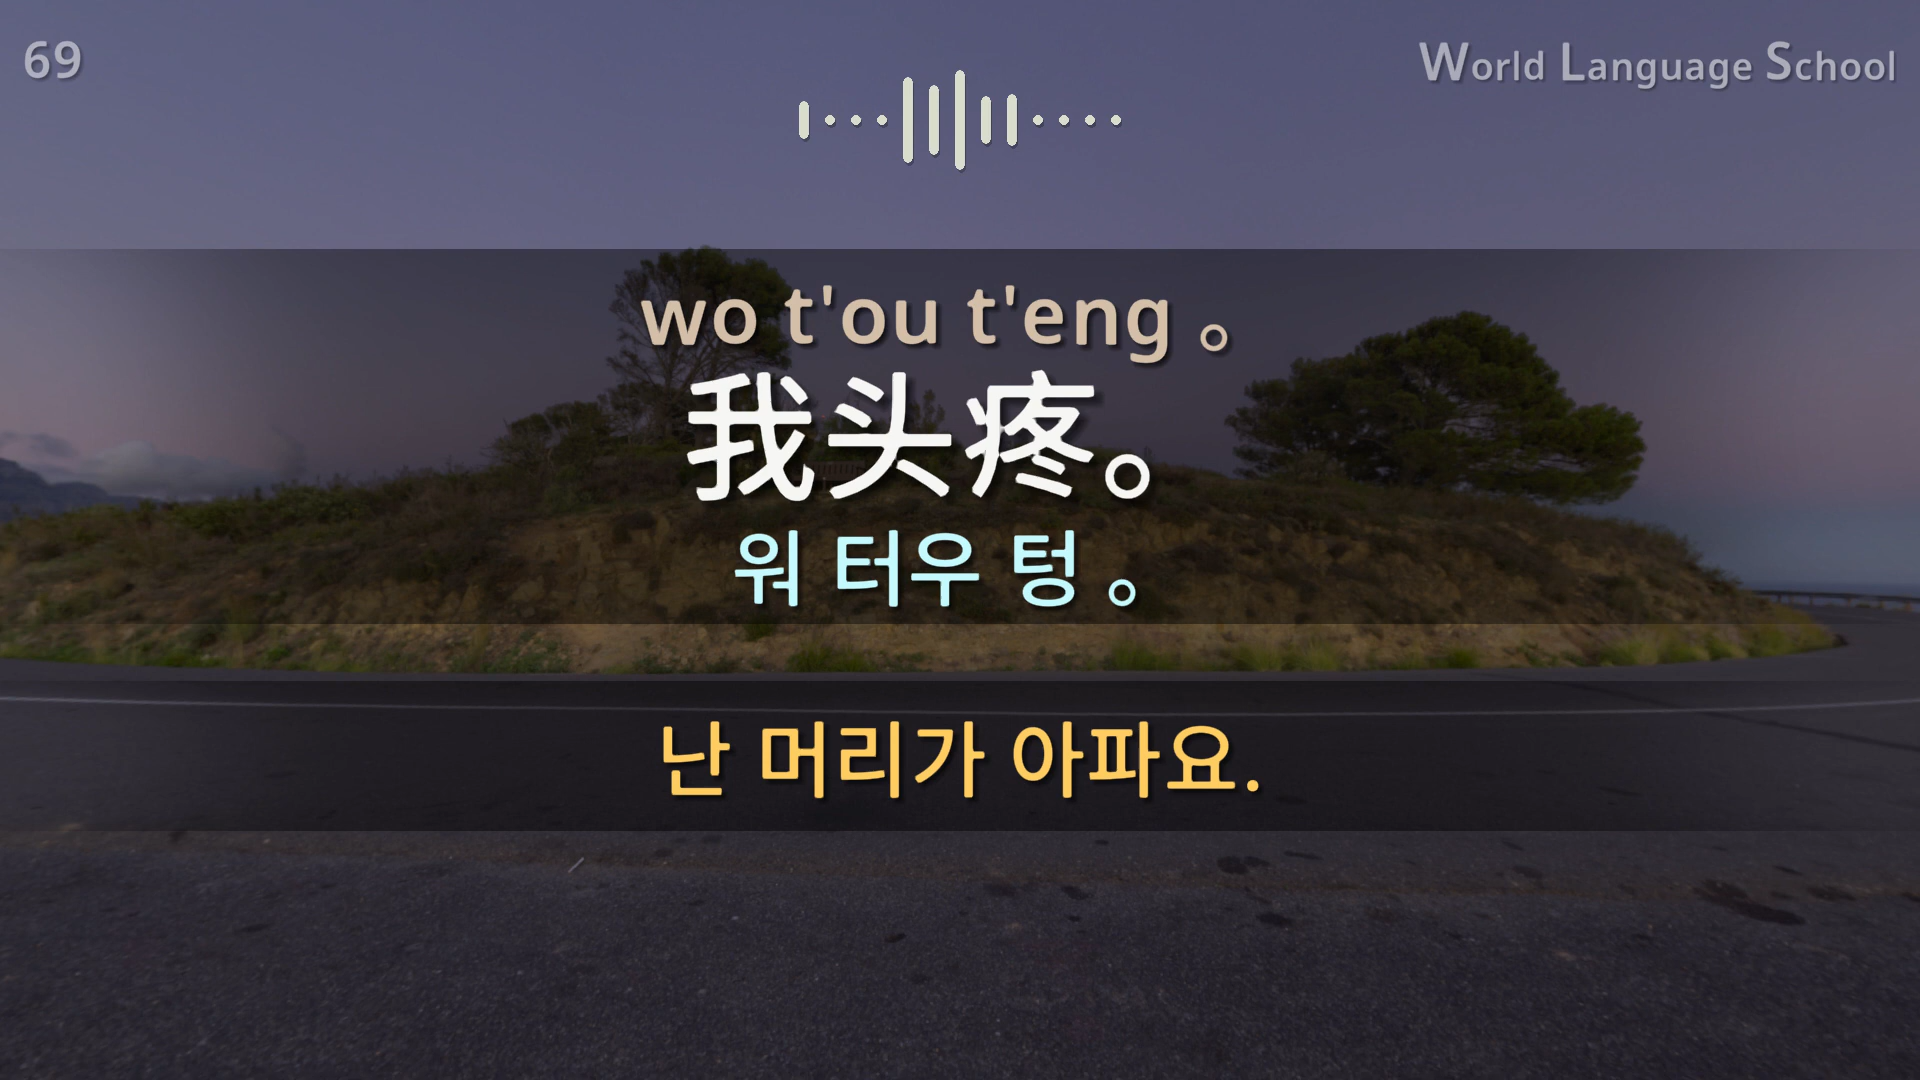 69
World Language School
wo t'ou t'eng 。
我头疼。
워 터우 텅 。
난 머리가 아파요.